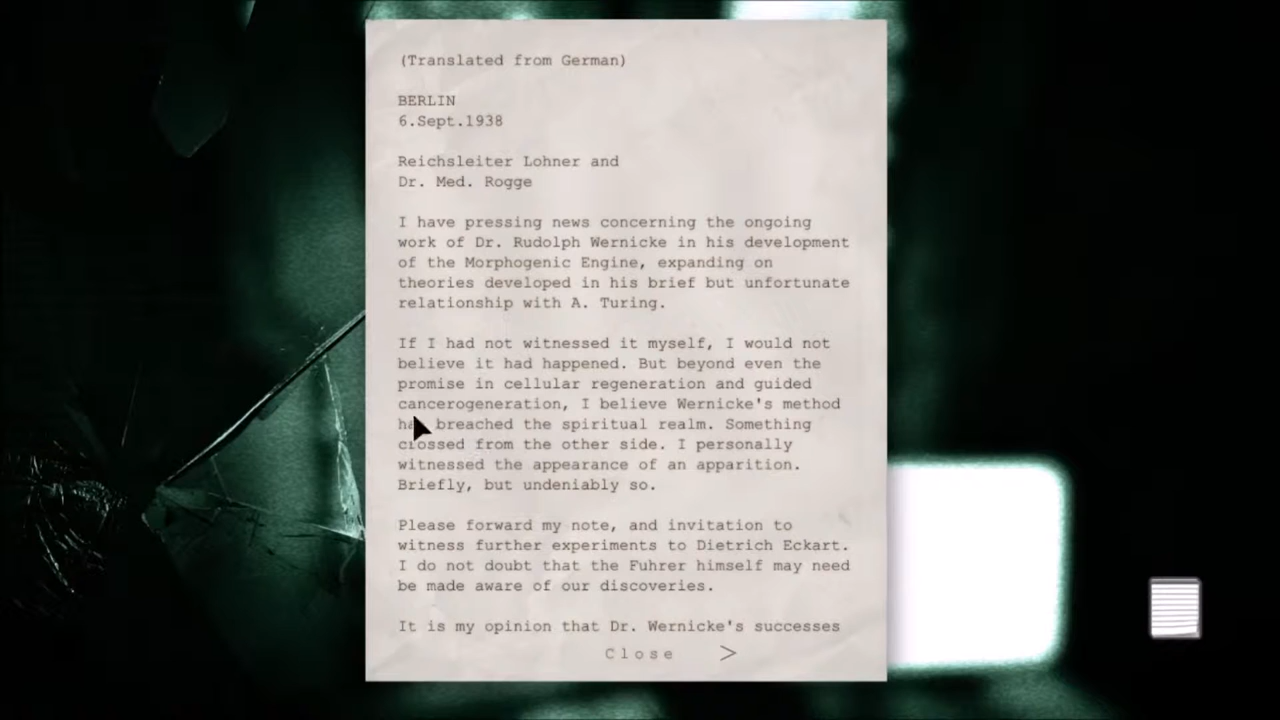 (Translated from German)
BERLIN
6.Sept.1938
Reichsleiter Lohner and
Dr. Med. Rogge
I have pressing news concerning the ongoing
work of Dr. Rudolph Wernicke in his development
of the Morphogenic Engine, expanding on
theories developed in his brief but unfortunate
relationship with A. Turing.
If I had not witnessed it myself, I would not
believe it had happened. But beyond even the
promise in cellular regeneration and guided
cancerogeneration, I believe Wernicke's method
has breached the spiritual realm. Something
crossed from the other side. I personally
witnessed the appearance of an apparition.
Briefly, but undeniably so.
Please forward my note, and invitation to
witness further experiments to Dietrich Eckart.
I do not doubt that the Fuhrer himself may need
be made aware of our discoveries.
It is my opinion that Dr. Wernicke's successes
Close >